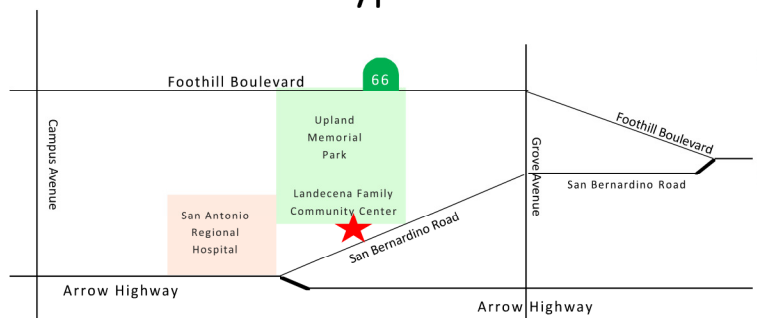 Foothill Boulevard
66
Upland
Memorial
Park
Campus Avenue
Foothill Boulevard
Grove Avenue
San Bernardino Road
Landecena Family
Community Center
San Antonio
Regional
Hospital
San Bernardino Road
Arrow Highway
Arrow Highway